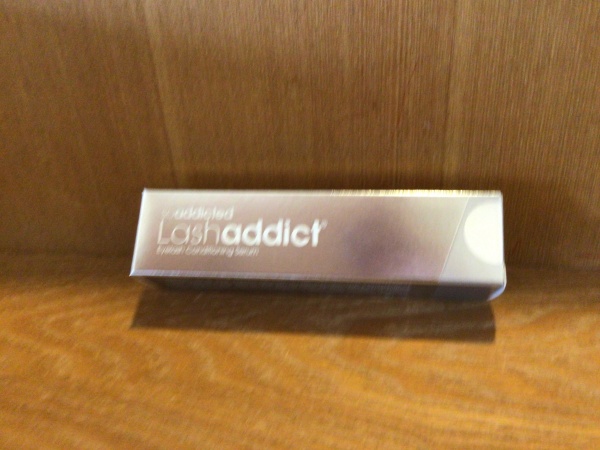 addicted
Lashaddict®
Eyelash Conditioning Serum